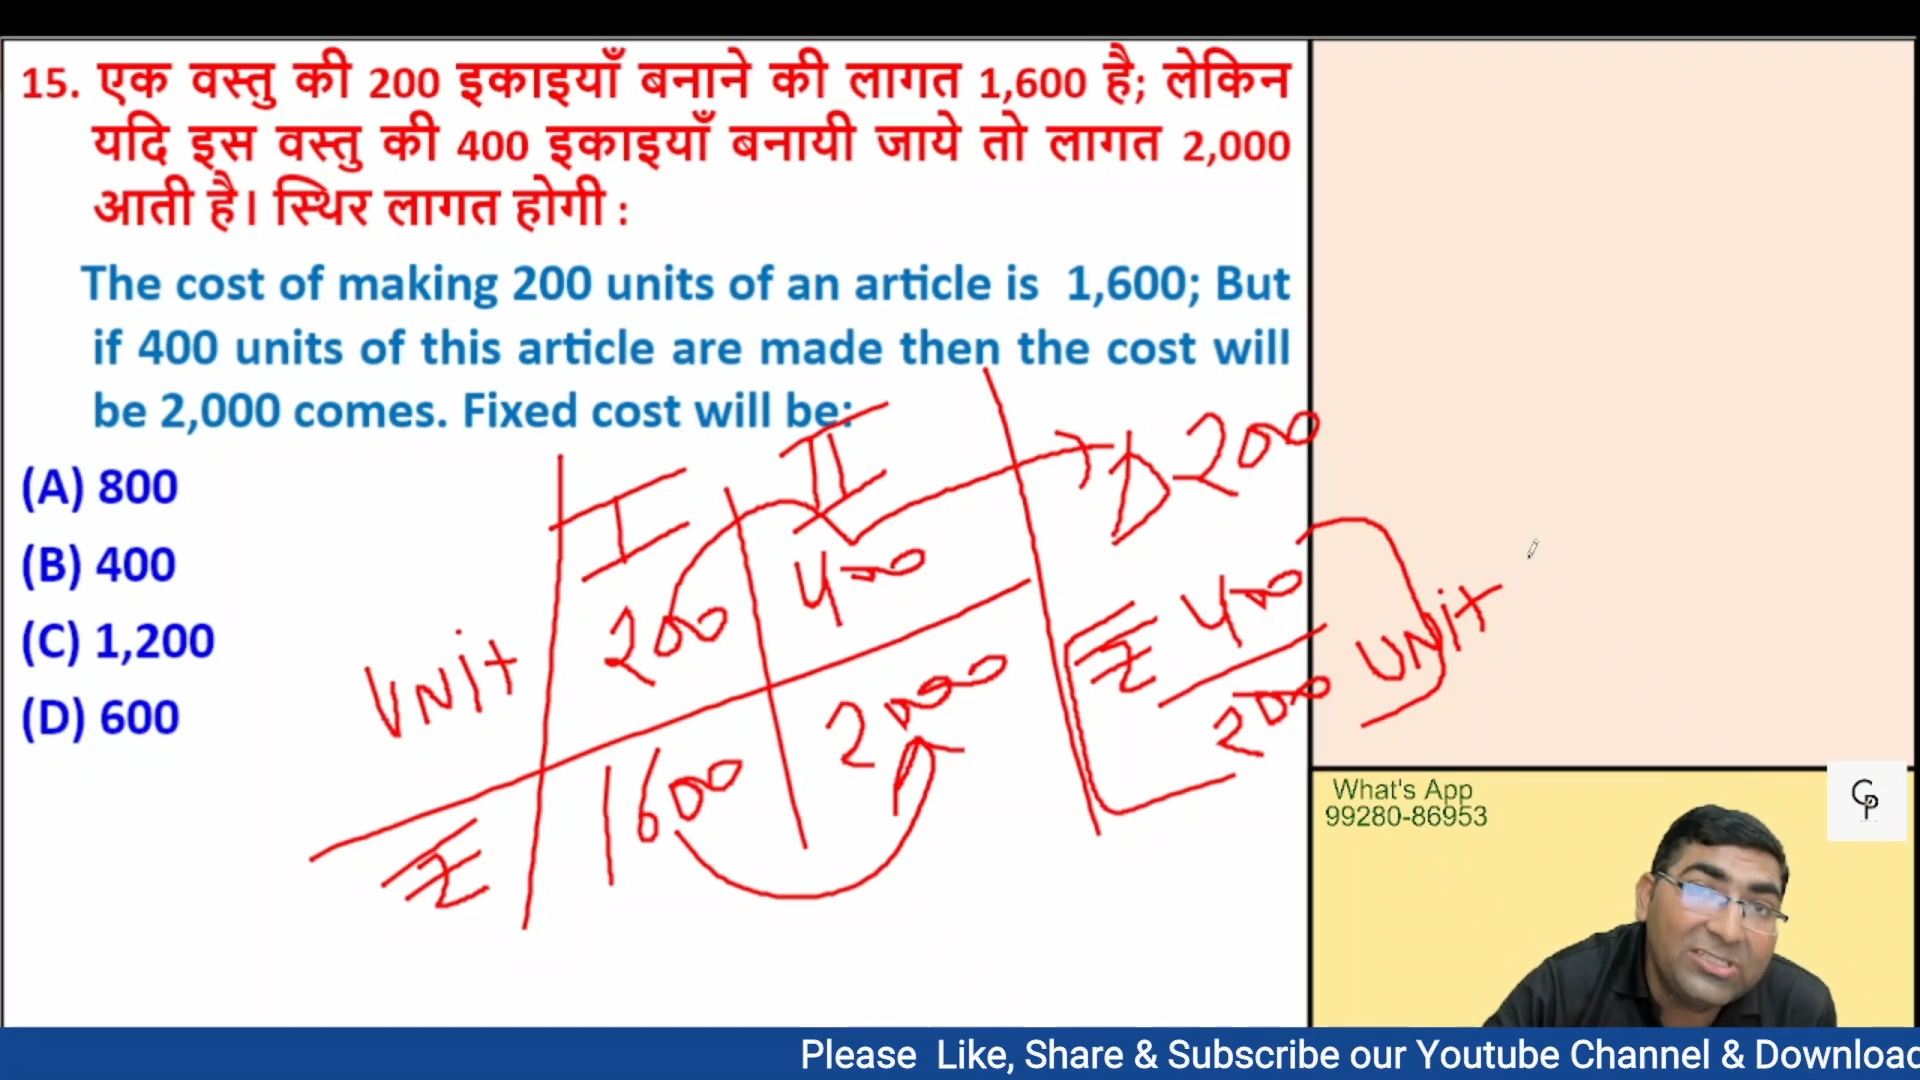 15. एक वस्तु की 200 इकाइयाँ बनाने की लागत 1,600 है; लेकिन
यदि इस वस्तु की 400 इकाइयाँ बनायी जाये तो लागत 2,000
आती है। स्थिर लागत होगी :
The cost of making 200 units of an article is 1,600; But
if 400 units of this article are made then the cost will
be 2,000 comes. Fixed cost will be:
(A) 800
(B) 400
(C) 1,200
(D) 600
I II D 200
UNIT 200 400
₹ 1600 2000
₹ 400
200 UNIT
What's App
99280-86953
CP
Please Like, Share & Subscribe our Youtube Channel & Download